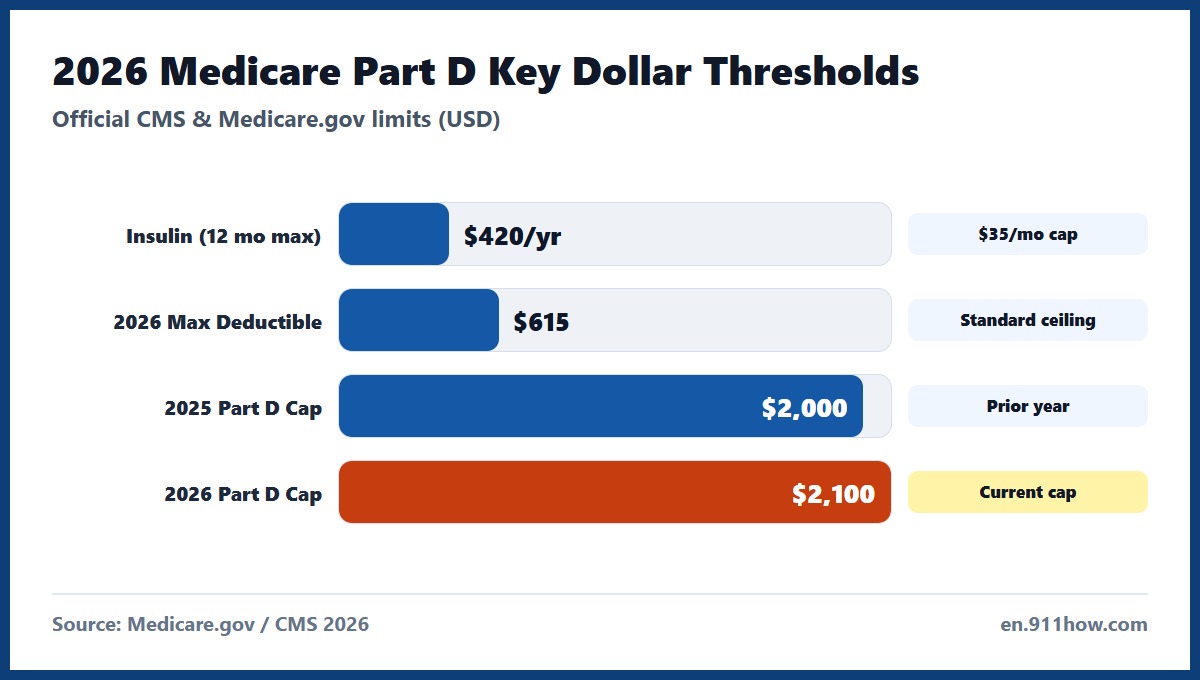 2026 Medicare Part D Key Dollar Thresholds
Official CMS & Medicare.gov limits (USD)
Insulin (12 mo max) $420/yr $35/mo cap
2026 Max Deductible $615 Standard ceiling
2025 Part D Cap $2,000 Prior year
2026 Part D Cap $2,100 Current cap
Source: Medicare.gov / CMS 2026 en.911how.com